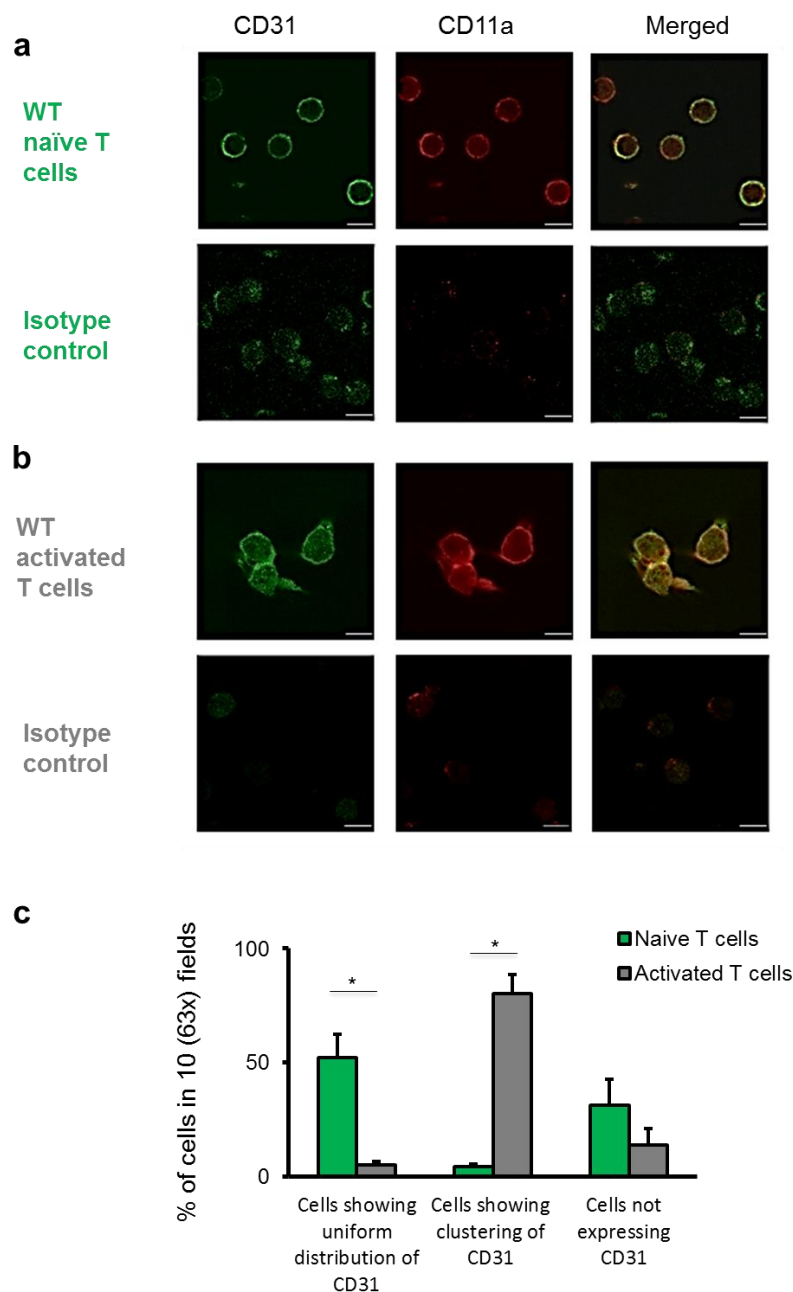 CD31 CD11a Merged
a
WT
naïve T
cells
Isotype
control
b
WT
activated
T cells
Isotype
control
c
% of cells in 10 (63x) fields
100
50
0
*
*
Naive T cells
Activated T cells
Cells showing
uniform
distribution of
CD31
Cells showing
clustering of
CD31
Cells not
expressing
CD31